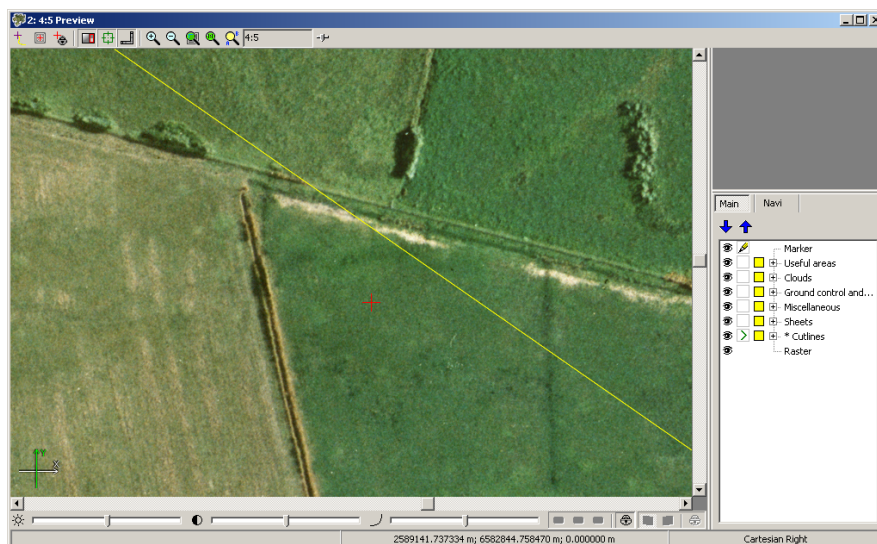 2: 4:5 Preview
4:5
Main Navi
Marker
Useful areas
Clouds
Ground control and...
Miscellaneous
Sheets
* Cutlines
Raster
Y
X
2589141.737334 m; 6582844.758470 m; 0.000000 m
Cartesian Right